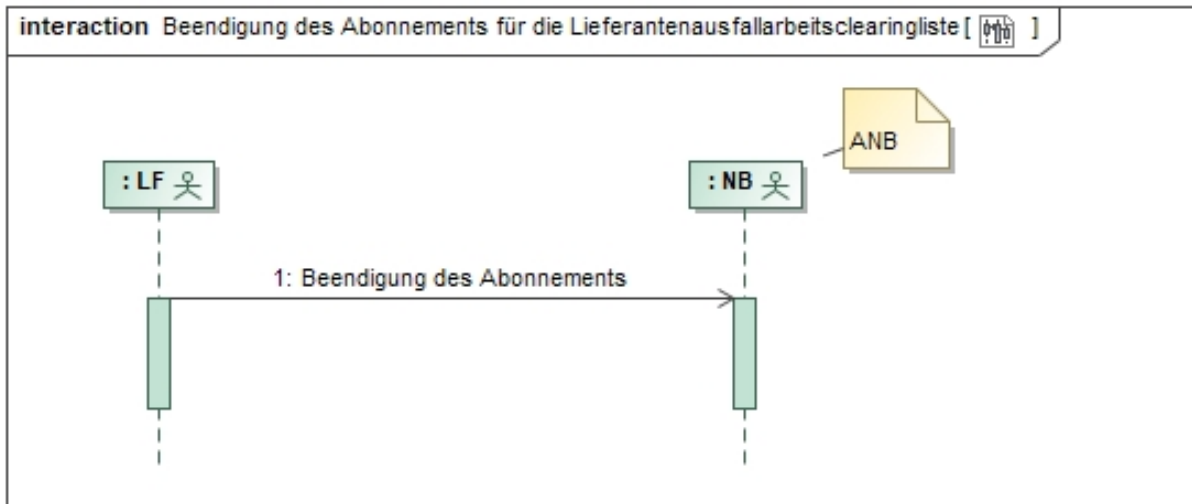 interaction Beendigung des Abonnements für die Lieferantenausfallarbeitsclearingliste [ ]
ANB
: LF
: NB
1: Beendigung des Abonnements